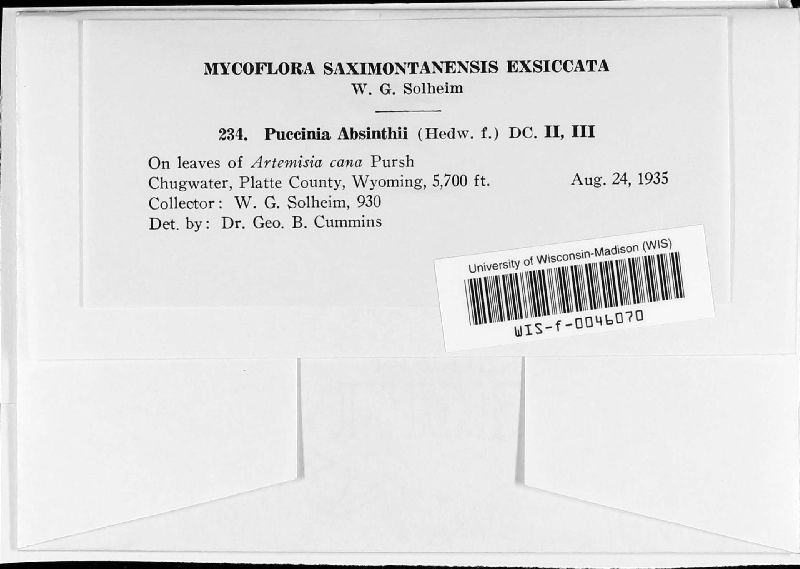 MYCOFLORA SAXIMONTANENSIS EXSICCATA
W. G. Solheim
234. Puccinia Absinthii (Hedw. f.) DC. II, III
On leaves of Artemisia cana Pursh
Chugwater, Platte County, Wyoming, 5,700 ft. Aug. 24, 1935
Collector: W. G. Solheim, 930
Det. by: Dr. Geo. B. Cummins
University of Wisconsin-Madison (WIS)
WIS-f-0046070